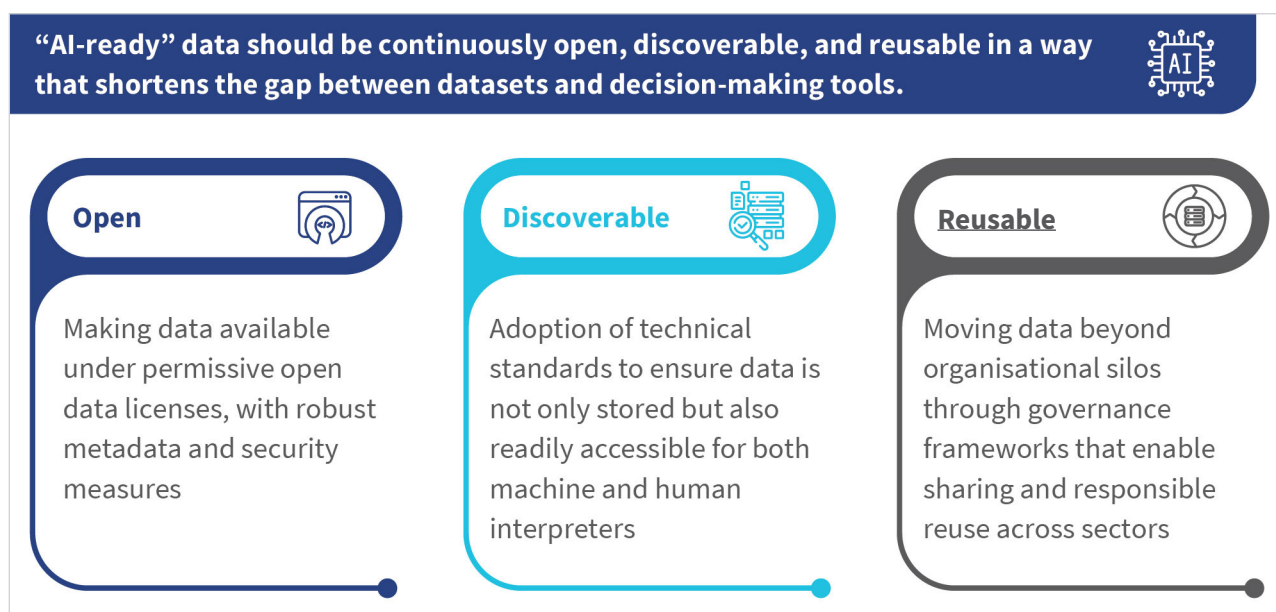 “AI-ready” data should be continuously open, discoverable, and reusable in a way
that shortens the gap between datasets and decision-making tools.
AI
Open
Making data available
under permissive open
data licenses, with robust
metadata and security
measures
Discoverable
Adoption of technical
standards to ensure data is
not only stored but also
readily accessible for both
machine and human
interpreters
Reusable
Moving data beyond
organisational silos
through governance
frameworks that enable
sharing and responsible
reuse across sectors